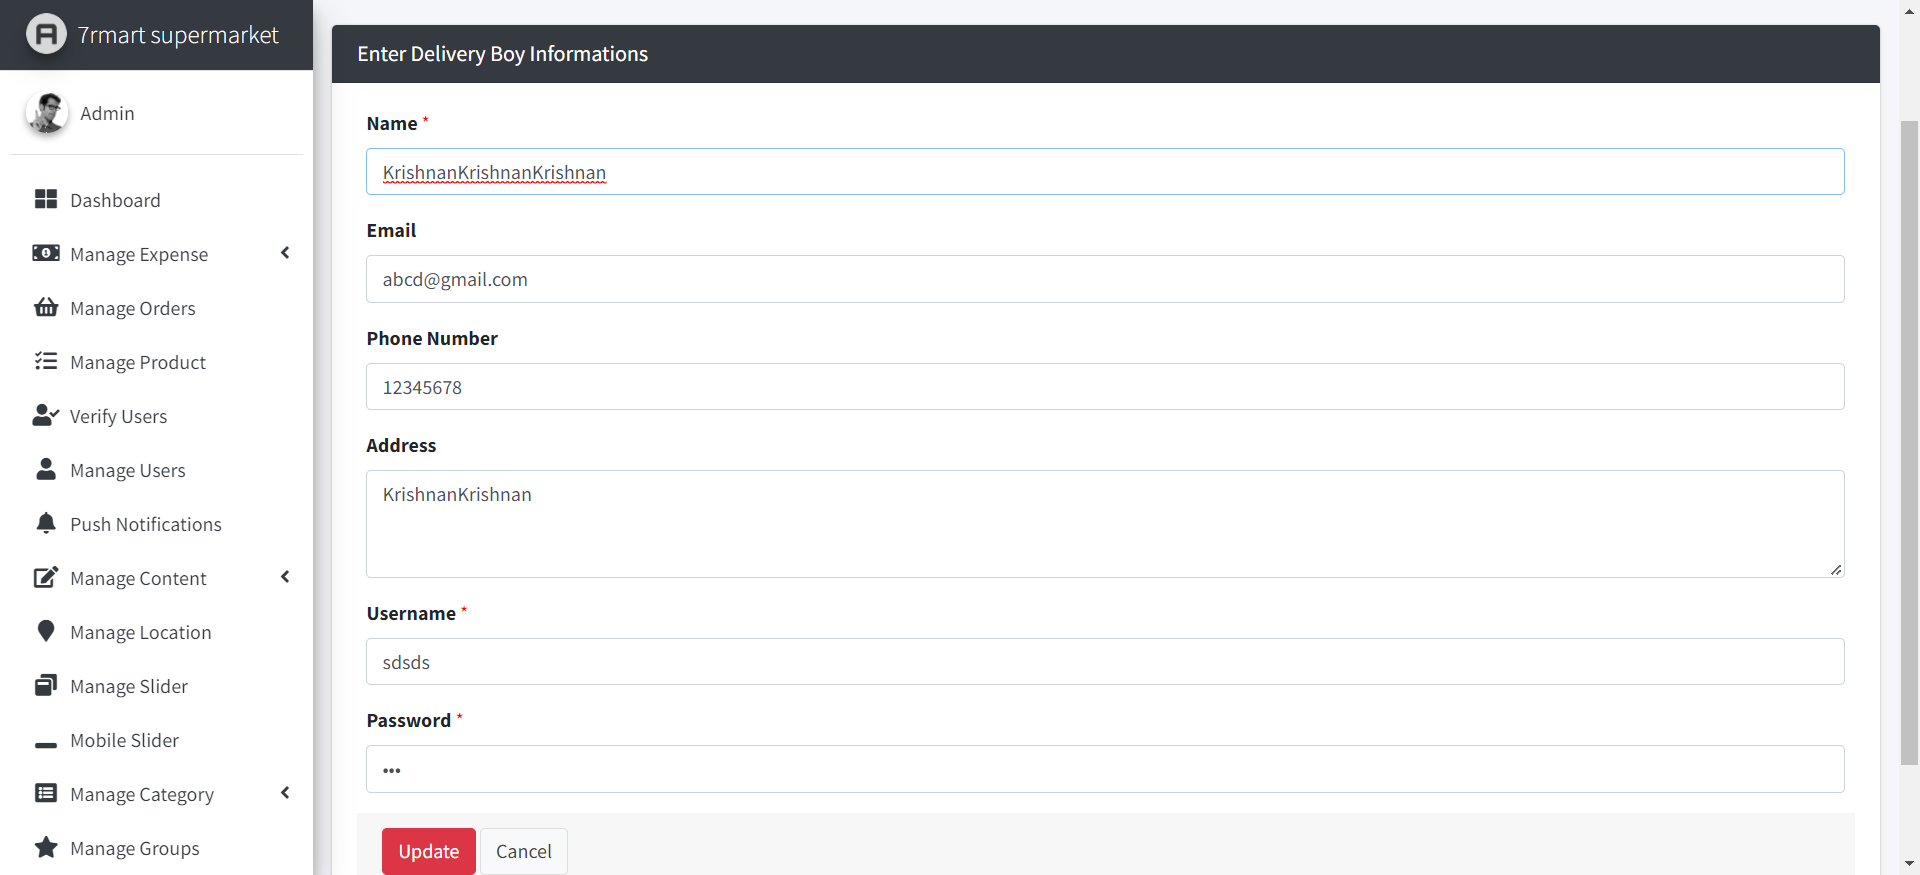 7rmart supermarket
Admin
Dashboard
Manage Expense
Manage Orders
Manage Product
Verify Users
Manage Users
Push Notifications
Manage Content
Manage Location
Manage Slider
Mobile Slider
Manage Category
Manage Groups
Enter Delivery Boy Informations
Name *
KrishnanKrishnanKrishnan
Email
abcd@gmail.com
Phone Number
12345678
Address
KrishnanKrishnan
Username *
sdsds
Password *
•••
Update Cancel